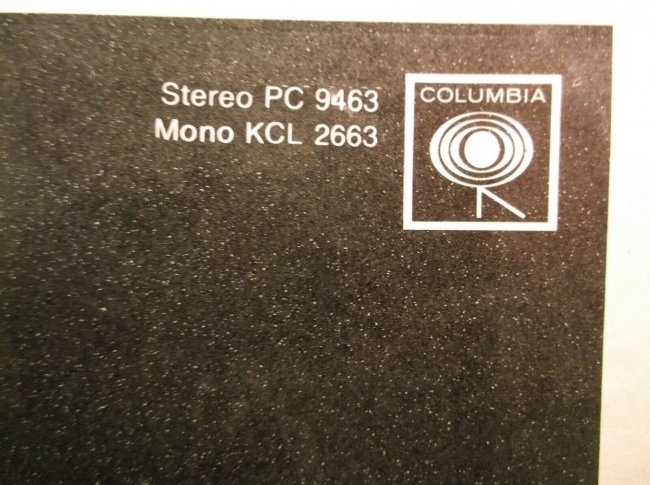 Stereo PC 9463
Mono KCL 2663
COLUMBIA